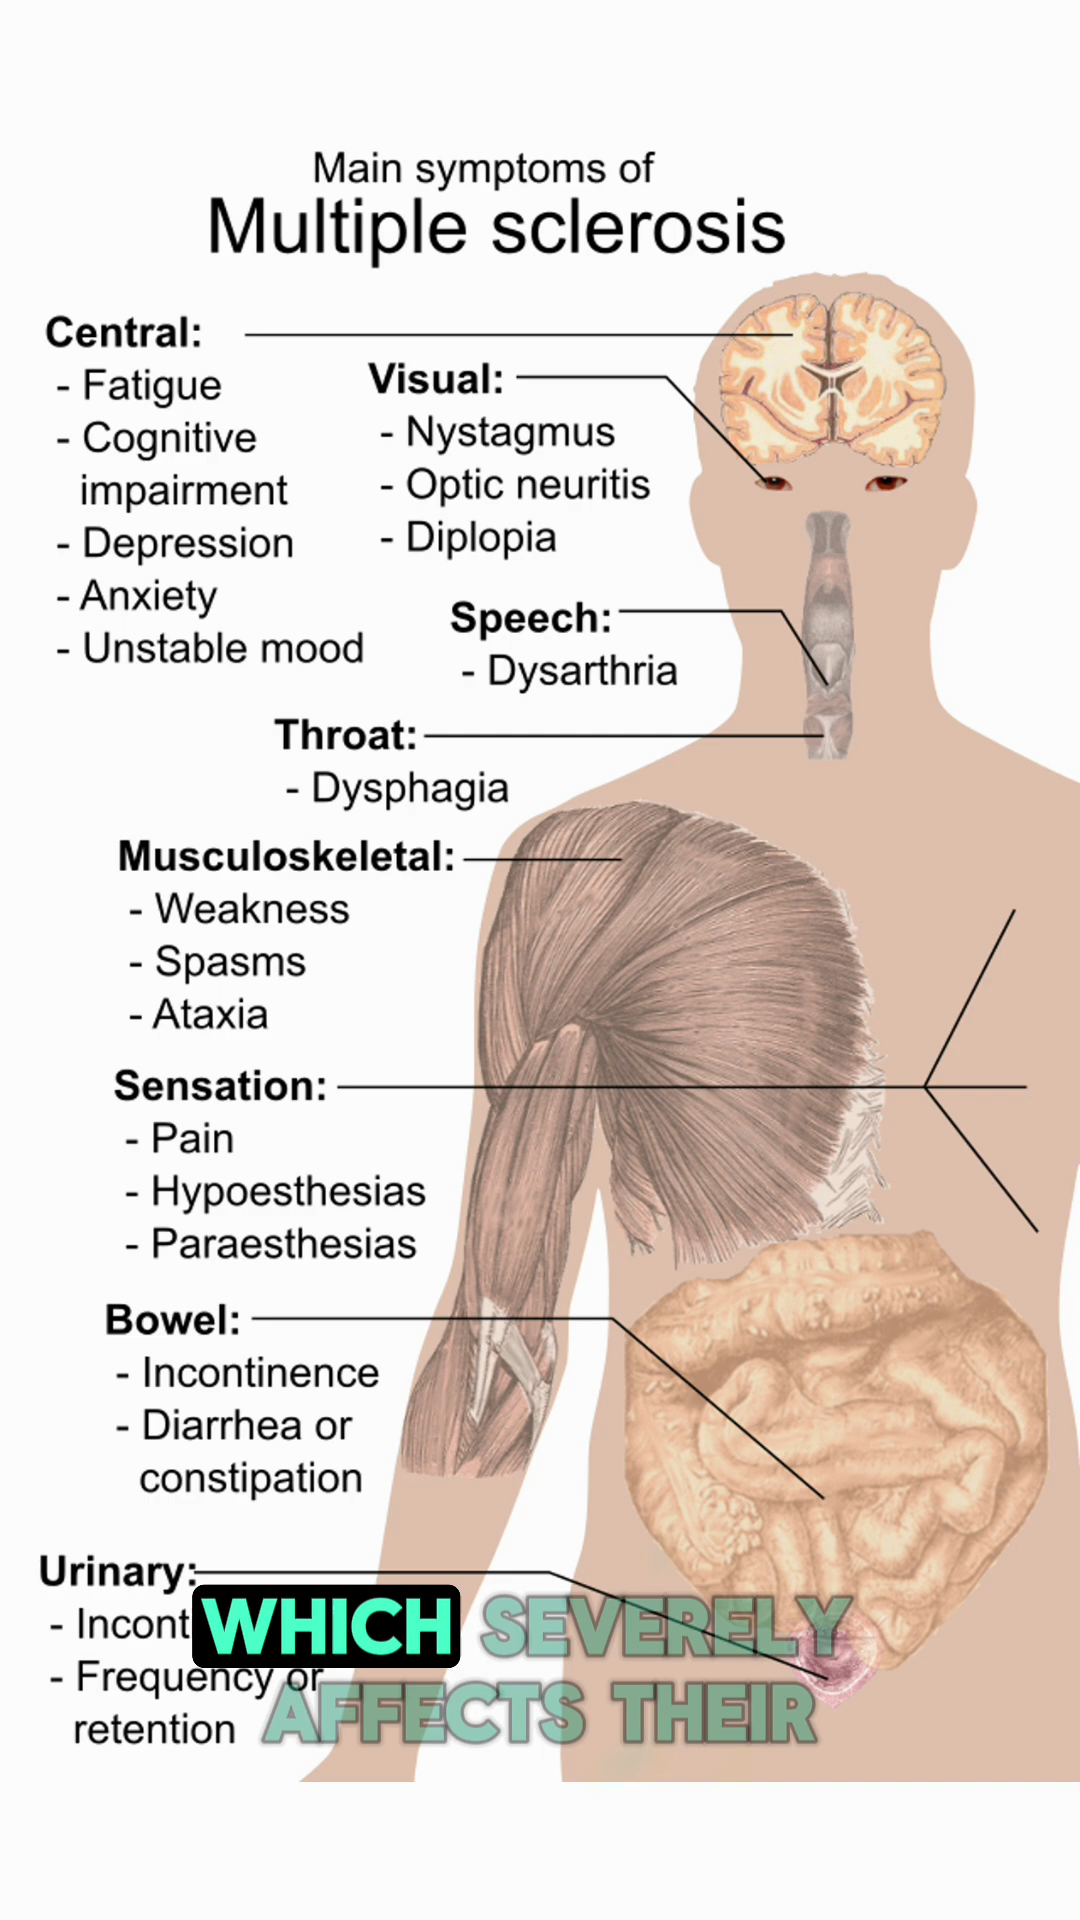 Main symptoms of
Multiple sclerosis
Central:
- Fatigue
- Cognitive
impairment
- Depression
- Anxiety
- Unstable mood
Visual:
- Nystagmus
- Optic neuritis
- Diplopia
Speech:
- Dysarthria
Throat:
- Dysphagia
Musculoskeletal:
- Weakness
- Spasms
- Ataxia
Sensation:
- Pain
- Hypoesthesias
- Paraesthesias
Bowel:
- Incontinence
- Diarrhea or
constipation
Urinary:
- Frequency or
retention
WHICH SEVERELY
AFFECTS THEIR